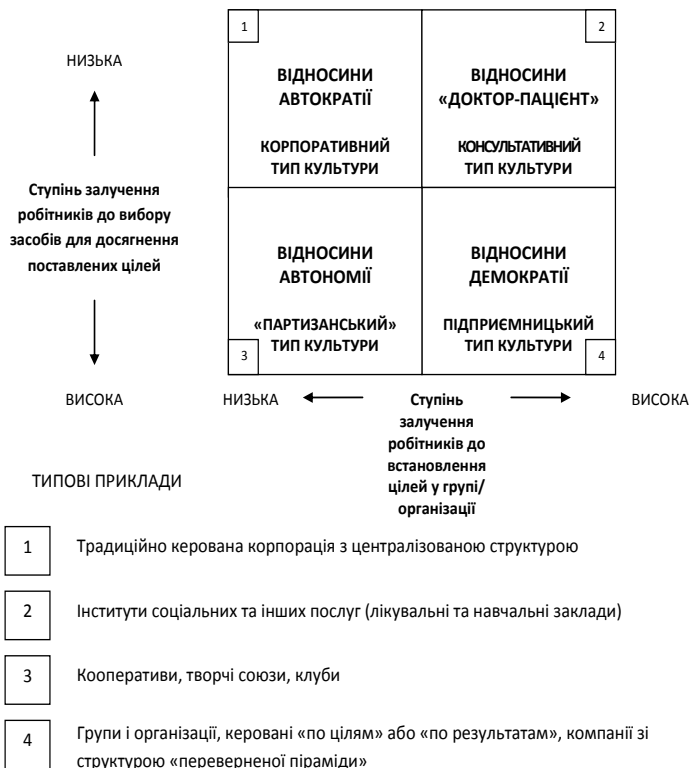 1
2
НИЗЬКА
ВІДНОСИНИ
АВТОКРАТІЇ
КОРПОРАТИВНИЙ
ТИП КУЛЬТУРИ
ВІДНОСИНИ
«ДОКТОР-ПАЦІЄНТ»
КОНСУЛЬТАТИВНИЙ
ТИП КУЛЬТУРИ
Ступінь залучення
робітників до вибору
засобів для досягнення
поставлених цілей
ВІДНОСИНИ
АВТОНОМІЇ
«ПАРТИЗАНСЬКИЙ»
ТИП КУЛЬТУРИ
3
ВІДНОСИНИ
ДЕМОКРАТІЇ
ПІДПРИЄМНИЦЬКИЙ
ТИП КУЛЬТУРИ
4
ВИСОКА
НИЗЬКА
Ступінь
залучення
робітників до
встановлення
цілей у групі/
організації
ВИСОКА
ТИПОВІ ПРИКЛАДИ
1 Традиційно керована корпорація з централізованою структурою
2 Інститути соціальних та інших послуг (лікувальні та навчальні заклади)
3 Кооперативи, творчі союзи, клуби
4 Групи і організації, керовані «по цілям» або «по результатам», компанії зі
структурою «переверненої піраміди»